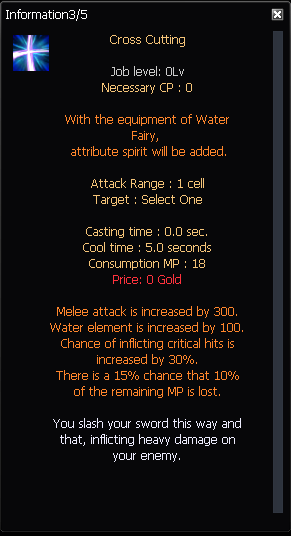 Information3/5
Cross Cutting
Job level: 0Lv
Necessary CP : 0
With the equipment of Water
Fairy,
attribute spirit will be added.
Attack Range : 1 cell
Target : Select One
Casting time : 0.0 sec.
Cool time : 5.0 seconds
Consumption MP : 18
Price: 0 Gold
Melee attack is increased by 300.
Water element is increased by 100.
Chance of inflicting critical hits is
increased by 30%.
There is a 15% chance that 10%
of the remaining MP is lost.
You slash your sword this way and
that, inflicting heavy damage on
your enemy.